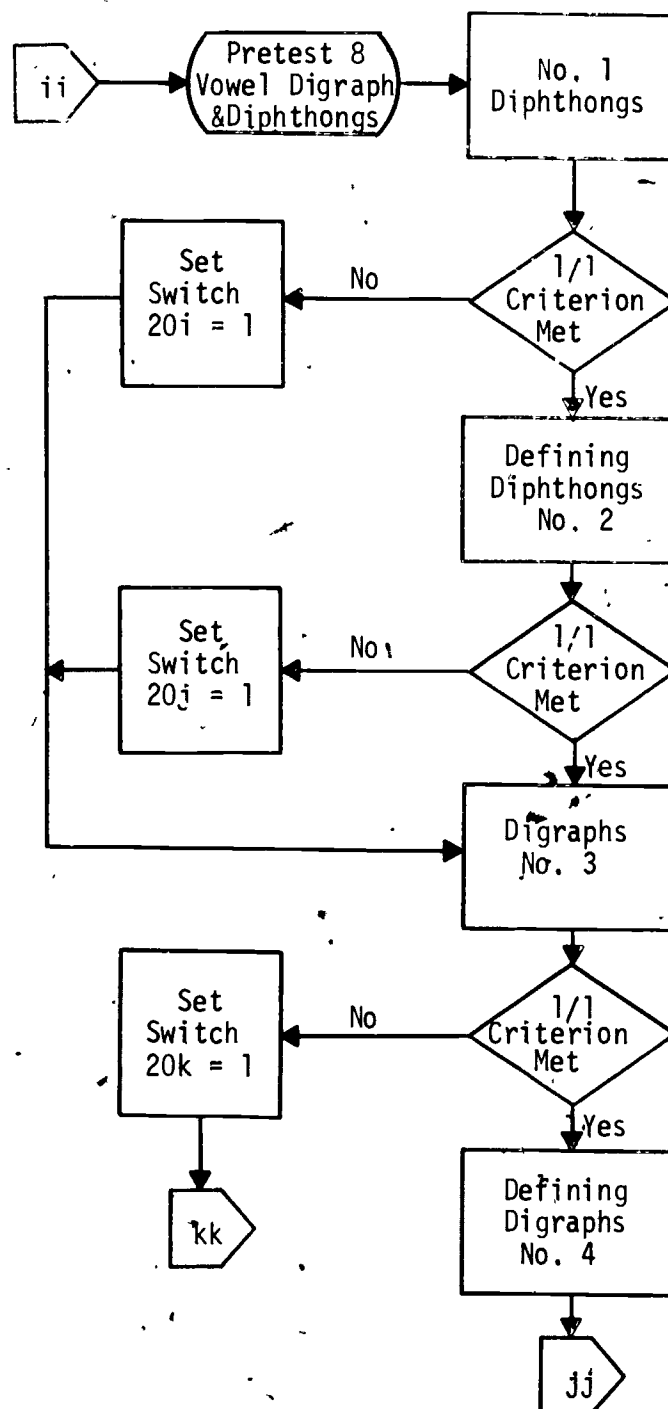 ii
Pretest 8
Vowel Digraph
&Diphthongs
No. 1
Diphthongs
1/1
Criterion
Met
No
Set
Switch
20i = 1
Yes
Defining
Diphthongs
No. 2
1/1
Criterion
Met
No
Set
Switch
20j = 1
Yes
Digraphs
No. 3
1/1
Criterion
Met
No
Set
Switch
20k = 1
Yes
kk
Defining
Digraphs
No. 4
jj